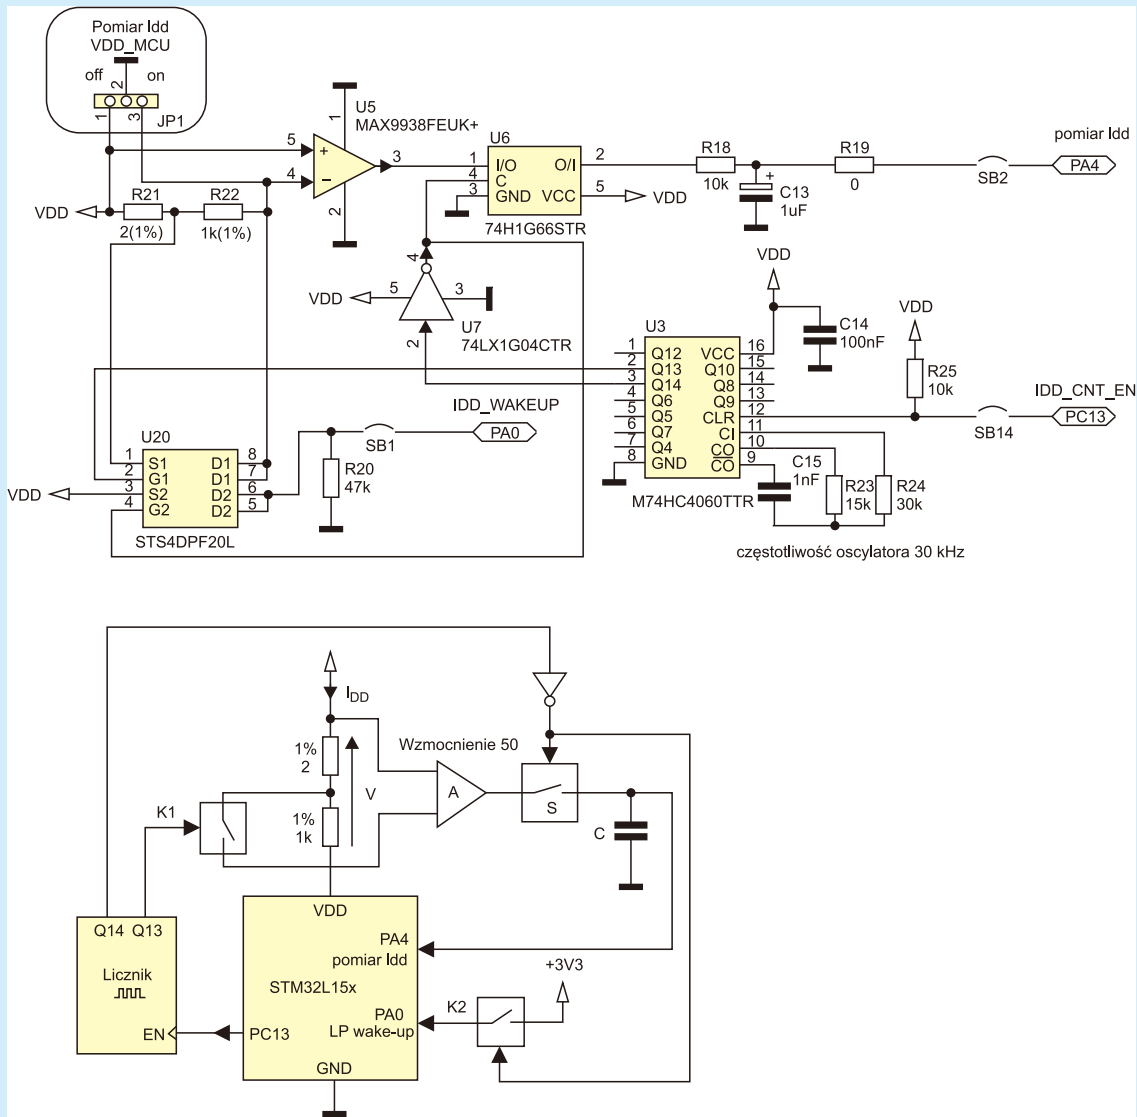 Pomiar Idd
VDD_MCU
off
2
on
1
3
JP1
U5
MAX9938FEUK+
1
5
+
4
−
3
2
U6
1
I/O
O/I
2
4
C
3
GND
VCC
5
VDD
74H1G66STR
R18
10k
R19
0
+
C13
1uF
SB2
pomiar Idd
PA4
VDD
R21
2(1%)
R22
1k(1%)
4
VDD
5
3
U7
74LX1G04CTR
2
VDD
C14
100nF
VDD
R25
10k
U3
1
Q12
VCC
16
2
Q13
Q10
15
3
Q14
Q8
14
4
Q6
Q9
13
5
Q5
CLR
12
6
Q7
CI
11
7
Q4
CO
10
8
GND
CO
9
M74HC4060TTR
IDD_CNT_EN
PC13
SB14
C15
1nF
R23
15k
R24
30k
częstotliwość oscylatora 30 kHz
IDD_WAKEUP
PA0
SB1
R20
47k
U20
1
S1
D1
8
2
G1
D1
7
VDD
3
S2
D2
6
4
G2
D2
5
STS4DPF20L
IDD
1%
2
V
Wzmocnienie 50
A
S
K1
1%
1k
C
Q14
Q13
Licznik
EN
VDD
PA4
pomiar Idd
STM32L15x
PA0
LP wake-up
PC13
GND
K2
+3V3